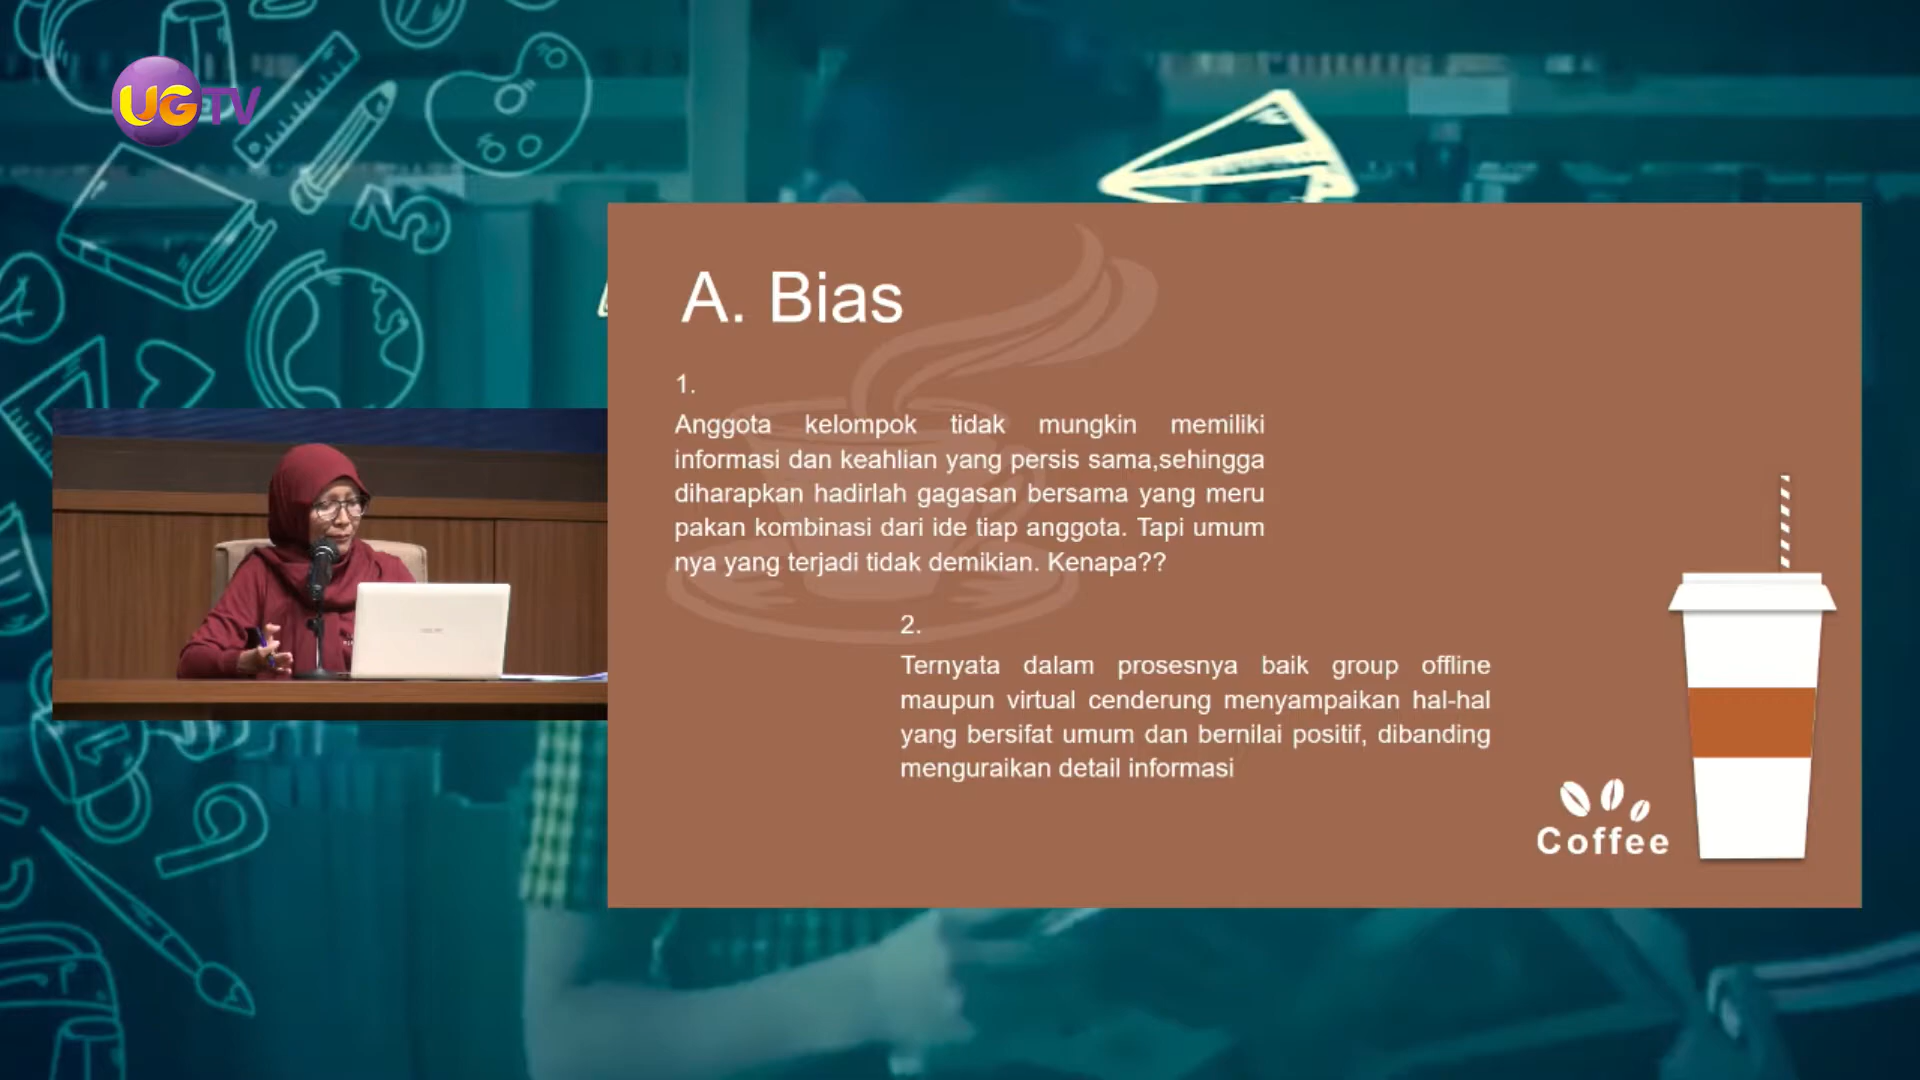 UGTV
A. Bias
1.
Anggota kelompok tidak mungkin memiliki
informasi dan keahlian yang persis sama,sehingga
diharapkan hadirlah gagasan bersama yang meru
pakan kombinasi dari ide tiap anggota. Tapi umum
nya yang terjadi tidak demikian. Kenapa??
2.
Ternyata dalam prosesnya baik group offline
maupun virtual cenderung menyampaikan hal-hal
yang bersifat umum dan bernilai positif, dibanding
menguraikan detail informasi
Coffee